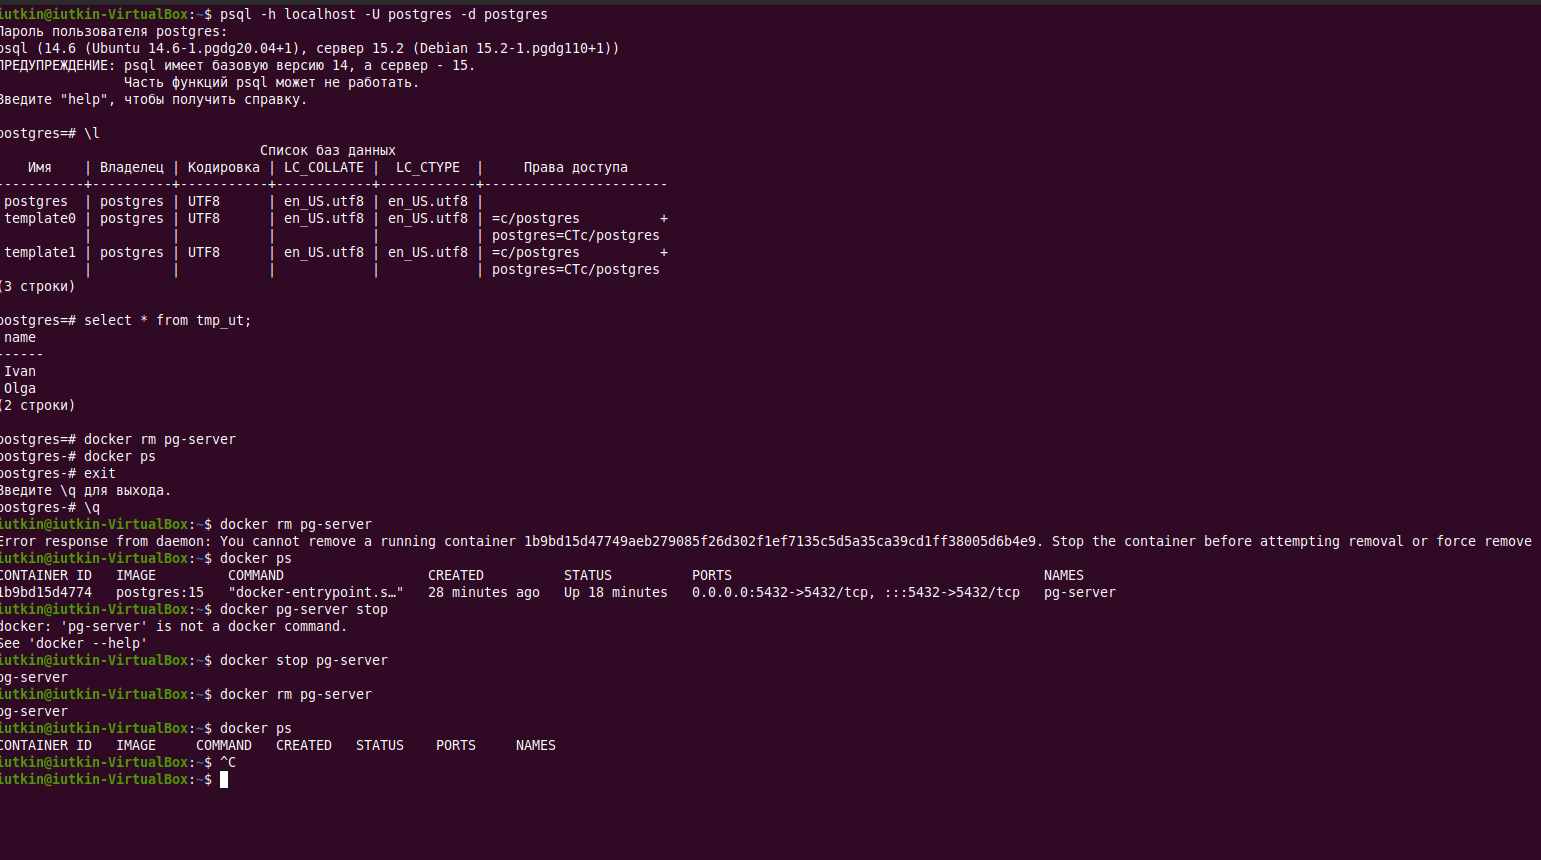 iutkin@iutkin-VirtualBox:~$ psql -h localhost -U postgres -d postgres
Пароль пользователя postgres:
psql (14.6 (Ubuntu 14.6-1.pgdg20.04+1), сервер 15.2 (Debian 15.2-1.pgdg110+1))
ПРЕДУПРЕЖДЕНИЕ: psql имеет базовую версию 14, а сервер - 15.
                Часть функций psql может не работать.
Введите "help", чтобы получить справку.
postgres=# \l
                                 Список баз данных
    Имя    | Владелец | Кодировка | LC_COLLATE |  LC_CTYPE  |     Права доступа
-----------+----------+-----------+------------+------------+-----------------------
 postgres  | postgres | UTF8      | en_US.utf8 | en_US.utf8 |
 template0 | postgres | UTF8      | en_US.utf8 | en_US.utf8 | =c/postgres          +
           |          |           |            |            | postgres=CTc/postgres
 template1 | postgres | UTF8      | en_US.utf8 | en_US.utf8 | =c/postgres          +
           |          |           |            |            | postgres=CTc/postgres
(3 строки)
postgres=# select * from tmp_ut;
 name
------
 Ivan
 Olga
(2 строки)
postgres=# docker rm pg-server
postgres-# docker ps
postgres-# exit
Введите \q для выхода.
postgres-# \q
iutkin@iutkin-VirtualBox:~$ docker rm pg-server
Error response from daemon: You cannot remove a running container 1b9bd15d47749aeb279085f26d302f1ef7135c5d5a35ca39cd1ff38005d6b4e9. Stop the container before attempting removal or force remove
iutkin@iutkin-VirtualBox:~$ docker ps
CONTAINER ID   IMAGE         COMMAND                  CREATED          STATUS          PORTS                                       NAMES
1b9bd15d4774   postgres:15   "docker-entrypoint.s…"   28 minutes ago   Up 18 minutes   0.0.0.0:5432->5432/tcp, :::5432->5432/tcp   pg-server
iutkin@iutkin-VirtualBox:~$ docker pg-server stop
docker: 'pg-server' is not a docker command.
See 'docker --help'
iutkin@iutkin-VirtualBox:~$ docker stop pg-server
pg-server
iutkin@iutkin-VirtualBox:~$ docker rm pg-server
pg-server
iutkin@iutkin-VirtualBox:~$ docker ps
CONTAINER ID   IMAGE     COMMAND   CREATED   STATUS    PORTS     NAMES
iutkin@iutkin-VirtualBox:~$ ^C
iutkin@iutkin-VirtualBox:~$